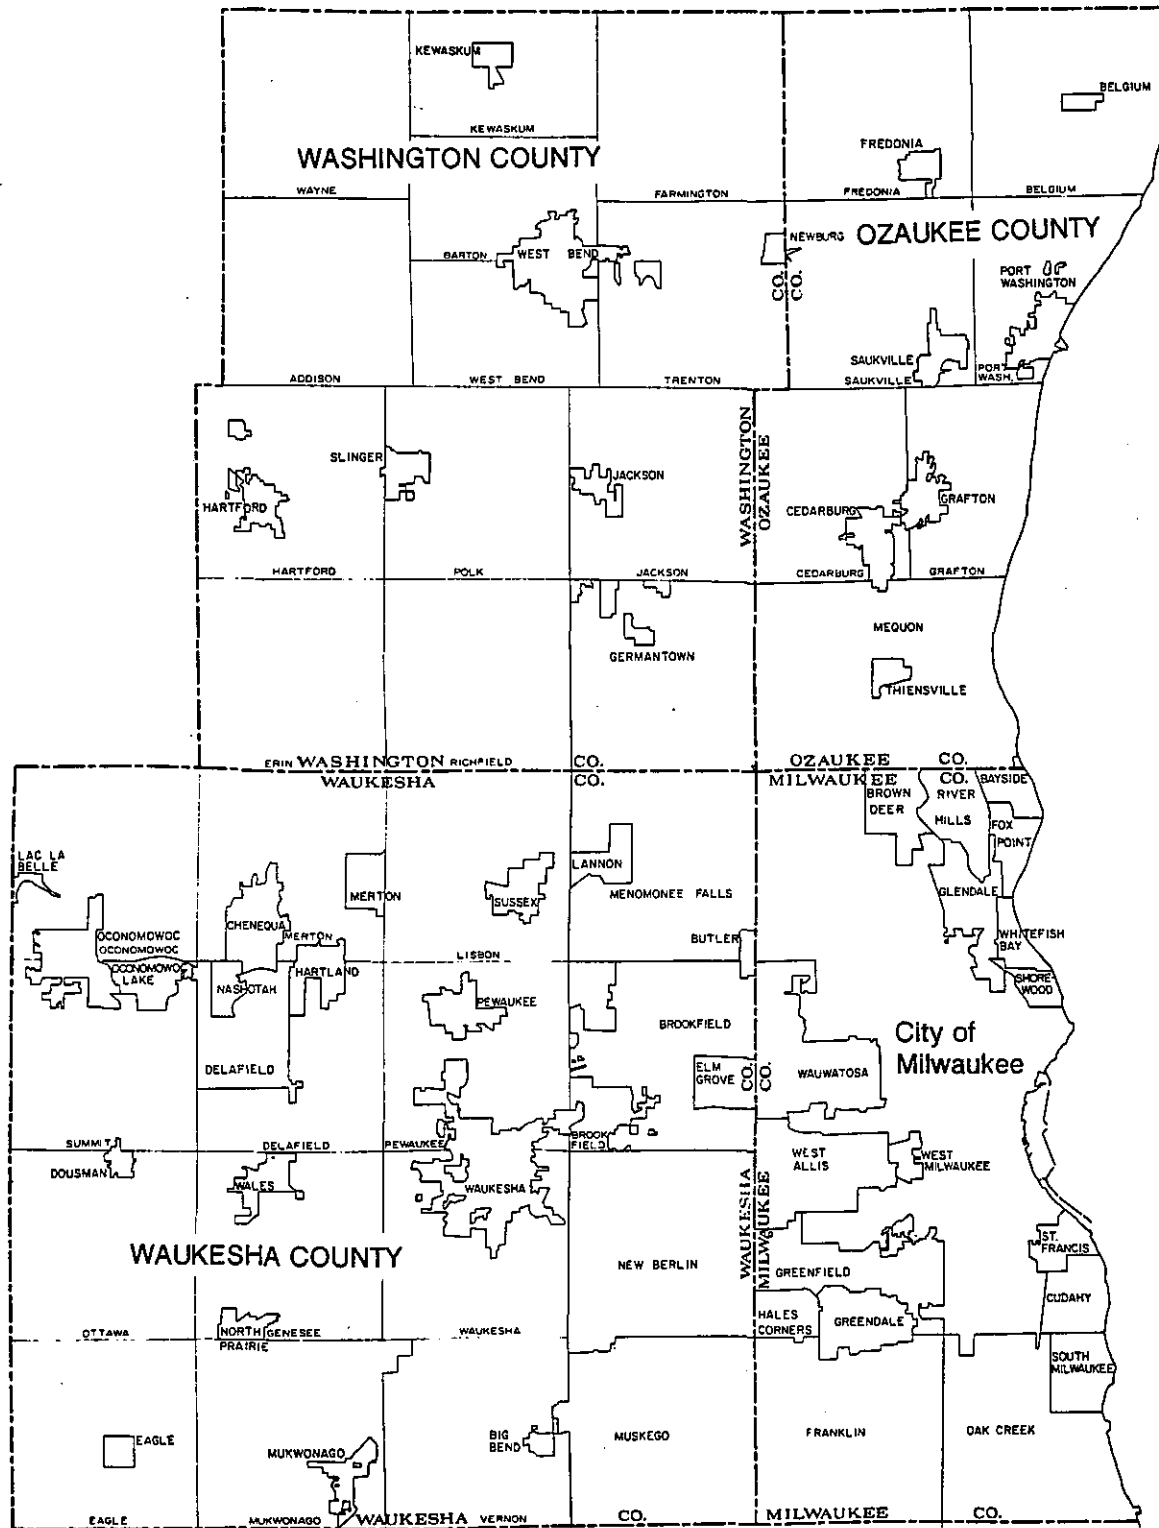 KEWASKUM
BELGIUM
KEWASKUM
FREDONIA
WASHINGTON COUNTY
WAYNE
FARMINGTON
FREDONIA
BELGIUM
NEWBURG
OZAUKEE COUNTY
BARTON
WEST BEND
CO.
CO.
PORT
WASHINGTON
SAUKVILLE
SAUKVILLE
PORT
WASH.
ADDISON
WEST BEND
TRENTON
WASHINGTON
OZAUKEE
SLINGER
JACKSON
HARTFORD
CEDARBURG
GRAFTON
HARTFORD
POLK
JACKSON
CEDARBURG
GRAFTON
MEQUON
GERMANTOWN
THIENSVILLE
ERIN
WASHINGTON
RICHFIELD
CO.
OZAUKEE
CO.
WAUKESHA
CO.
MILWAUKEE
CO.
BAYSIDE
BROWN
DEER
RIVER
HILLS
FOX
POINT
LAC LA
BELLE
LANNON
MERTON
SUSSEX
MENOMONEE FALLS
GLENDALE
CHENEQUA
OCONOMOWOC
OCONOMOWOC
MERTON
BUTLER
WHITEFISH
BAY
LISBON
OCONOMOWO
LAKE
HARTLAND
NASHOTAH
SHORE-
WOOD
PEWAUKEE
BROOKFIELD
City of
Milwaukee
DELAFIELD
ELM
GROVE
CO.
CO.
WAUWATOSA
SUMMIT
DELAFIELD
PEWAUKEE
BROOK
FIELD
DOUSMAN
WEST
ALLIS
WEST
MILWAUKEE
WALES
WAUKESHA
WAUKESHA
MILWAUKEE
WAUKESHA COUNTY
NEW BERLIN
GREENFIELD
ST.
FRANCIS
CUDAHY
HALES
CORNERS
GREENDALE
OTTAWA
NORTH
PRAIRIE
GENESEE
WAUKESHA
SOUTH
MILWAUKEE
EAGLE
MUKWONAGO
BIG
BEND
MUSKEGO
FRANKLIN
OAK CREEK
EAGLE
MUKWONAGO
WAUKESHA
VERNON
CO.
MILWAUKEE
CO.